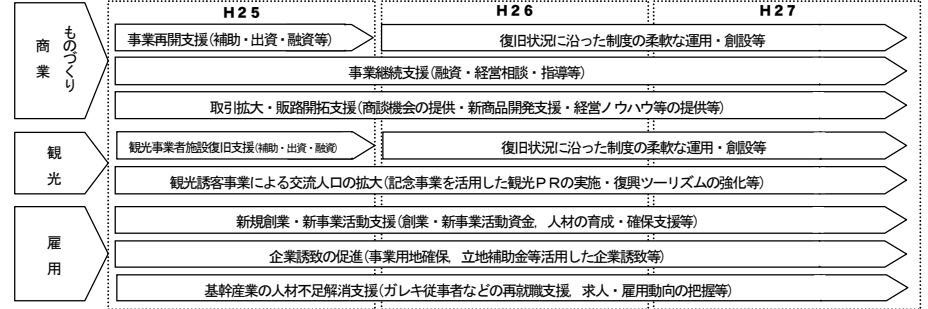 H25 H26 H27
商業 ものづくり
事業再開支援(補助・出資・融資等) 復旧状況に沿った制度の柔軟な運用・創設等
事業継続支援(融資・経営相談・指導等)
取引拡大・販路開拓支援(商談機会の提供・新商品開発支援・経営ノウハウ等の提供等)
観光
観光事業者施設復旧支援(補助・出資・融資) 復旧状況に沿った制度の柔軟な運用・創設等
観光誘客事業による交流人口の拡大(記念事業を活用した観光PRの実施・復興ツーリズムの強化等)
雇用
新規創業・新事業活動支援(創業・新事業活動資金，人材の育成・確保支援等)
企業誘致の促進(事業用地確保，立地補助金等活用した企業誘致等)
基幹産業の人材不足解消支援(ガレキ従事者などの再就職支援，求人・雇用動向の把握等)